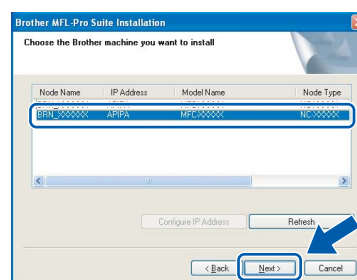 Brother MFL-Pro Suite Installation
Choose the Brother machine you want to install
Node Name IP Address Model Name Node Type
BRN_XXXXXX APIPA MFC-XXXXX NC-XXXXX
Configure IP Address Refresh
< Back Next > Cancel